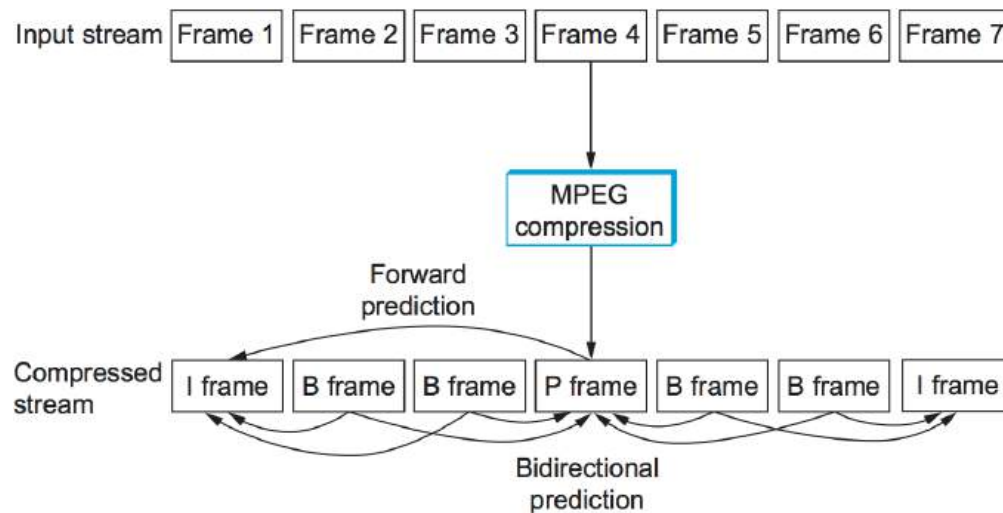 Input stream Frame 1 Frame 2 Frame 3 Frame 4 Frame 5 Frame 6 Frame 7
MPEG
compression
Forward
prediction
Compressed
stream
I frame B frame B frame P frame B frame B frame I frame
Bidirectional
prediction